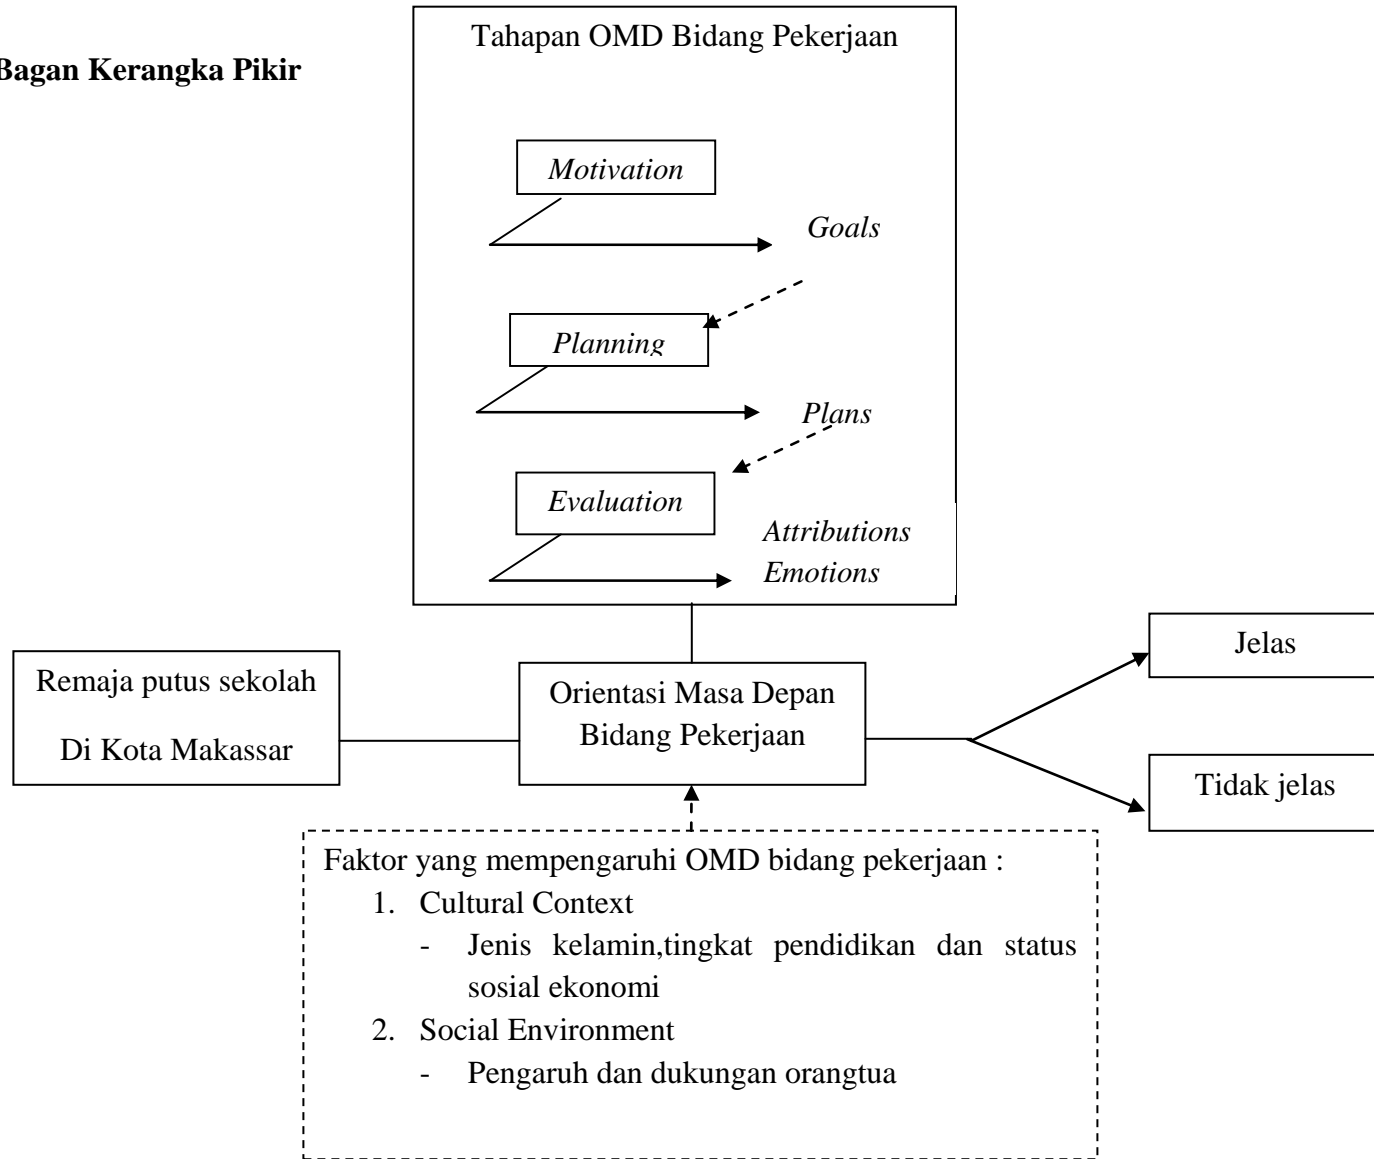 Bagan Kerangka Pikir
Tahapan OMD Bidang Pekerjaan
Motivation
Goals
Planning
Plans
Evaluation
Attributions
Emotions
Remaja putus sekolah
Di Kota Makassar
Orientasi Masa Depan
Bidang Pekerjaan
Jelas
Tidak jelas
Faktor yang mempengaruhi OMD bidang pekerjaan :
1. Cultural Context
- Jenis kelamin,tingkat pendidikan dan status
sosial ekonomi
2. Social Environment
- Pengaruh dan dukungan orangtua